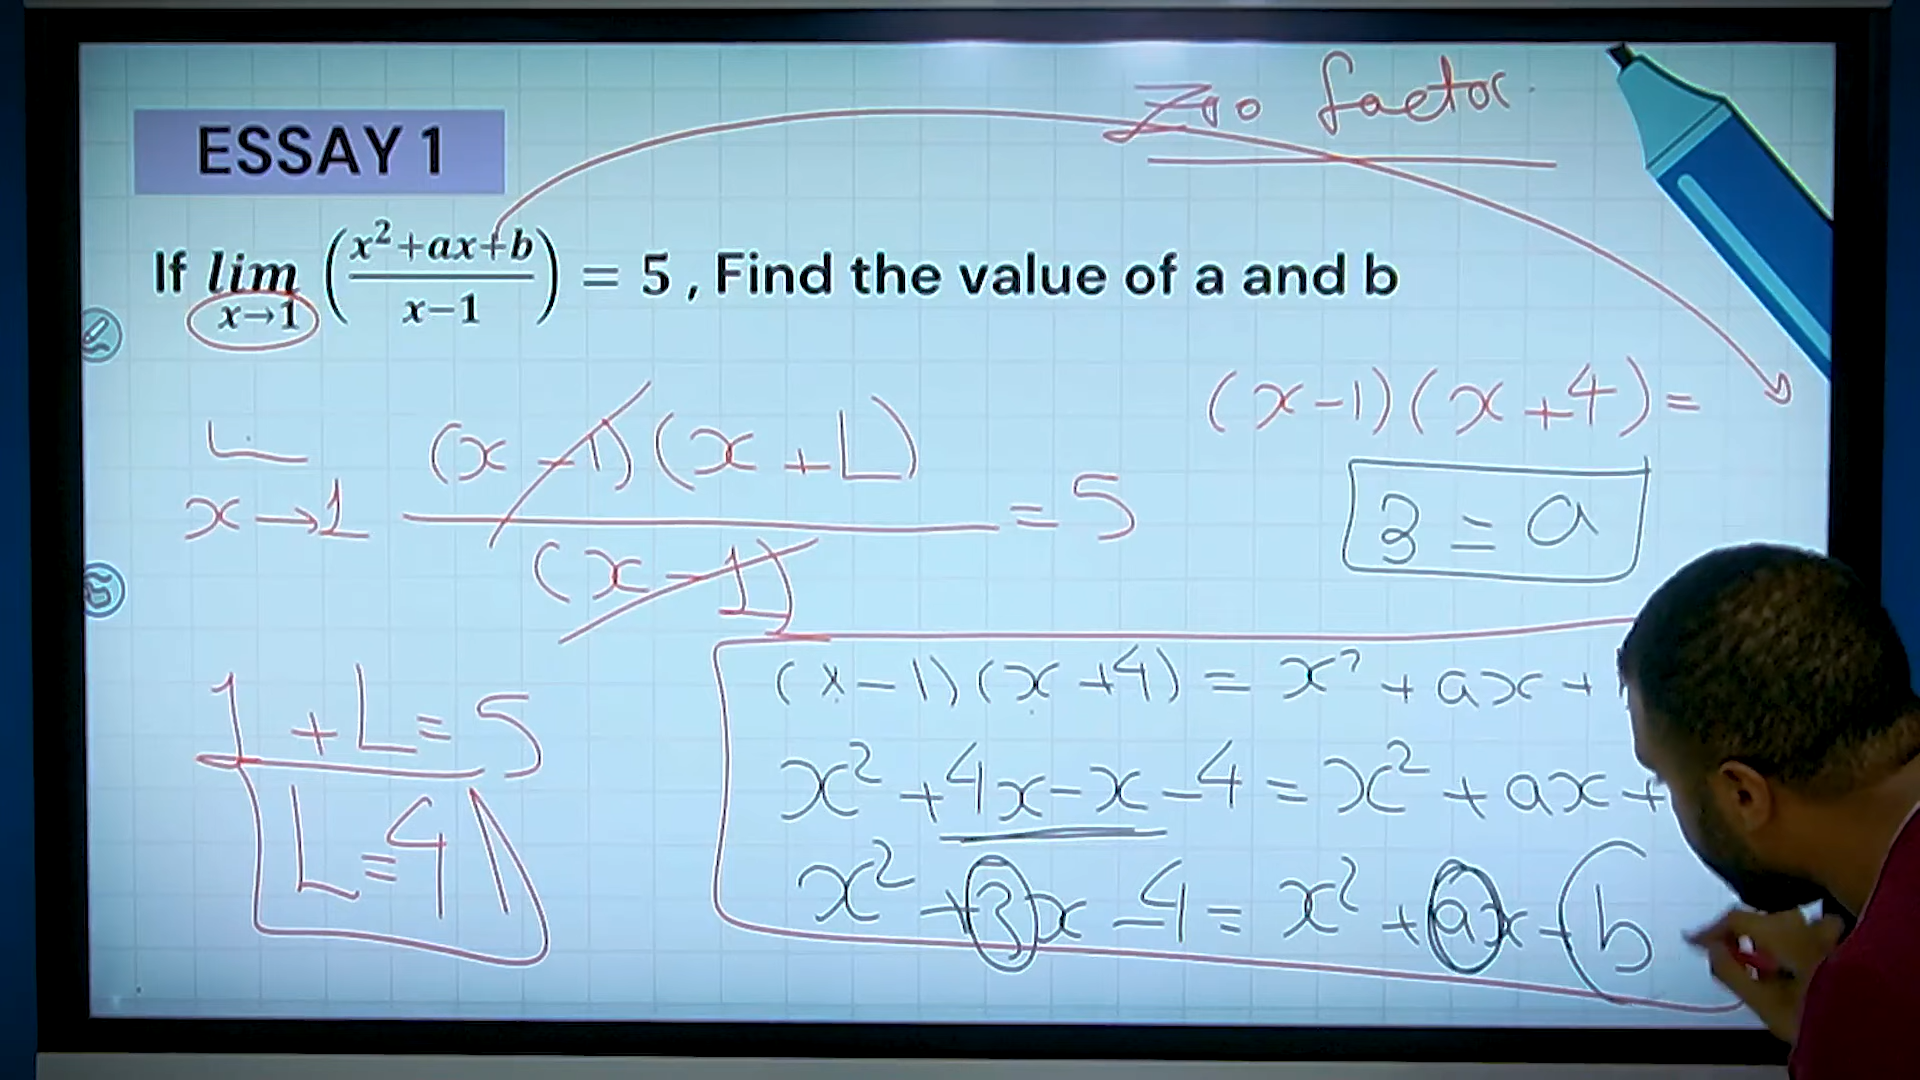 Zero factor
ESSAY 1
If lim x→1 (x²+ax+b / x−1) = 5 , Find the value of a and b
(x-1)(x+4)=
L
x→1
(x-1)(x+L)
= 5
(x-1)
3 = a
(x-1)(x+4) = x² + ax +
1 + L = 5
x² + 4x - x - 4 = x² + ax +
L = 4
x² + 3x - 4 = x² + ax + b